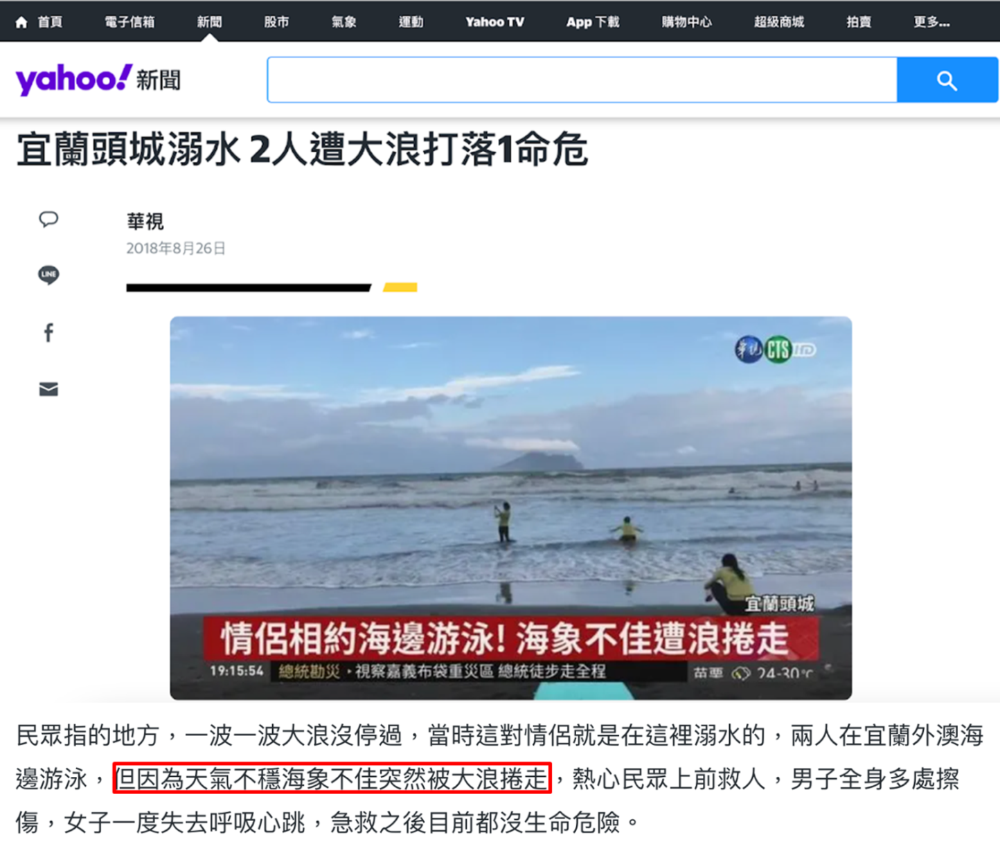 首頁 電子信箱 新聞 股市 氣象 運動 Yahoo TV App 下載 購物中心 超級商城 拍賣 更多...
yahoo! 新聞
宜蘭頭城溺水 2人遭大浪打落1命危
華視
2018年8月26日
LINE
華視 CTS HD
宜蘭頭城
情侶相約海邊游泳! 海象不佳遭浪捲走
19:15:54 總統勘災 ‧視察嘉義布袋重災區 總統徒步走全程 苗栗 24-30℃
民眾指的地方，一波一波大浪沒停過，當時這對情侶就是在這裡溺水的，兩人在宜蘭外澳海
邊游泳，但因為天氣不穩海象不佳突然被大浪捲走，熱心民眾上前救人，男子全身多處擦
傷，女子一度失去呼吸心跳，急救之後目前都沒生命危險。